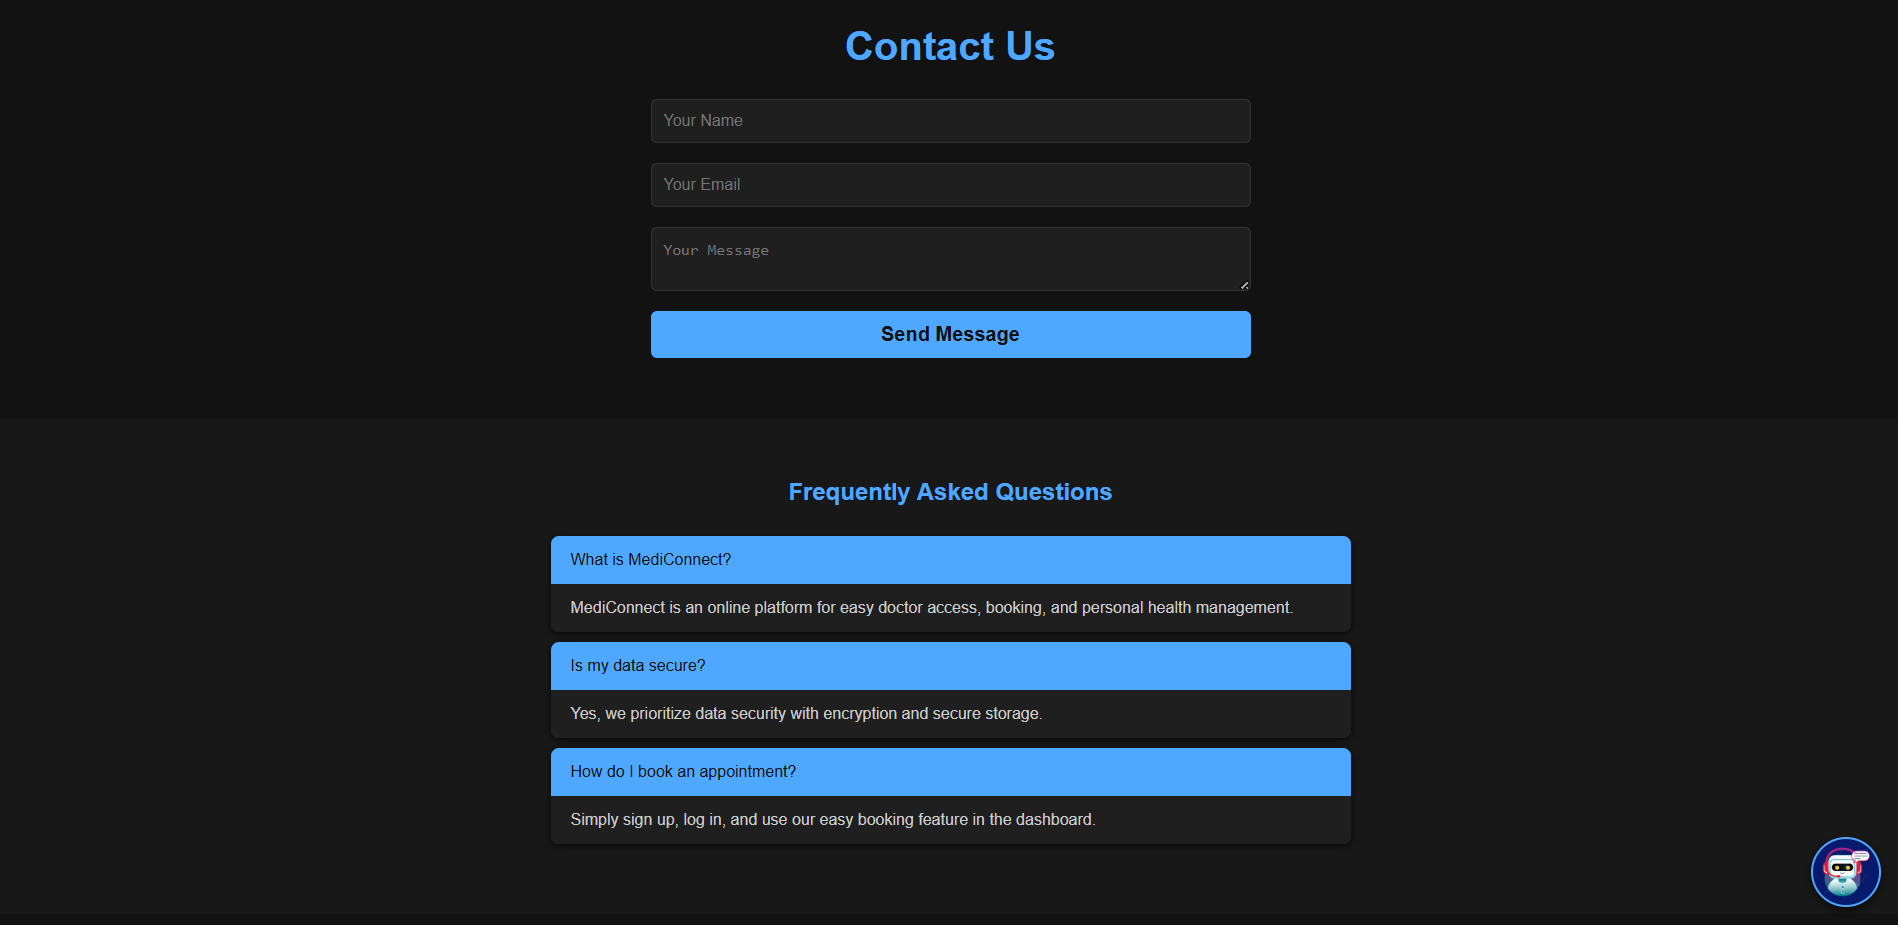 Contact Us
Your Name
Your Email
Your Message
Send Message
Frequently Asked Questions
What is MediConnect?
MediConnect is an online platform for easy doctor access, booking, and personal health management.
Is my data secure?
Yes, we prioritize data security with encryption and secure storage.
How do I book an appointment?
Simply sign up, log in, and use our easy booking feature in the dashboard.